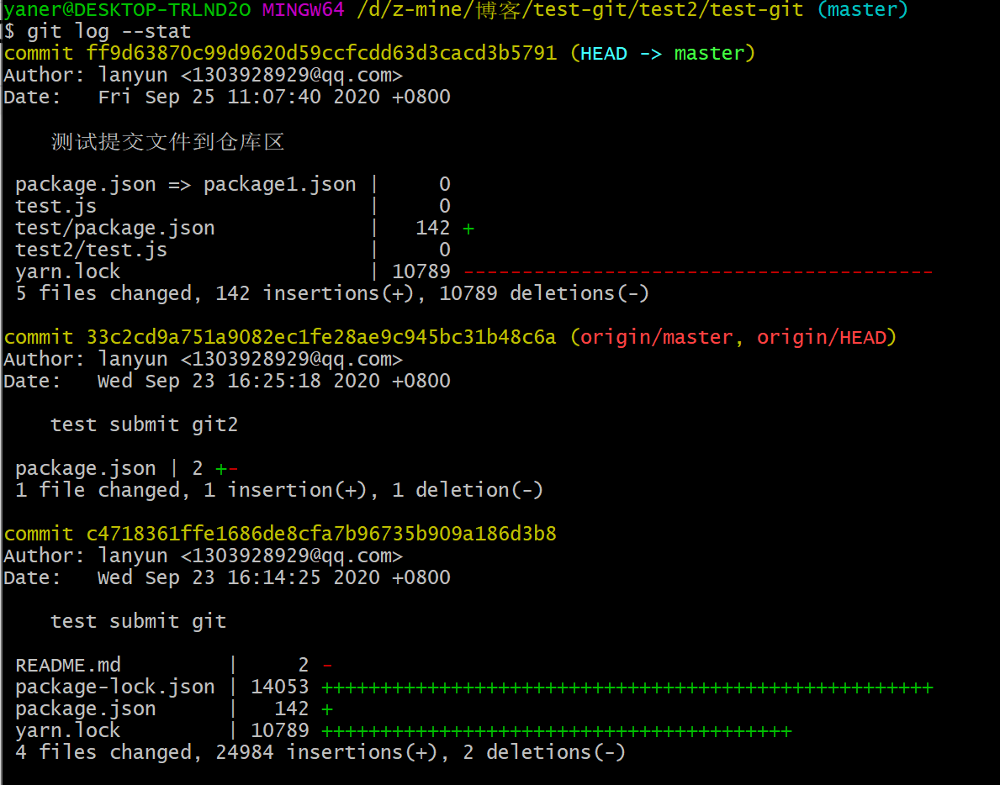 yaner@DESKTOP-TRLND2O MINGW64 /d/z-mine/博客/test-git/test2/test-git (master)
$ git log --stat
commit ff9d63870c99d9620d59ccfcdd63d3cacd3b5791 (HEAD -> master)
Author: lanyun <1303928929@qq.com>
Date:   Fri Sep 25 11:07:40 2020 +0800

    测试提交文件到仓库区

 package.json => package1.json |     0
 test.js                       |     0
 test/package.json             |   142 +
 test2/test.js                 |     0
 yarn.lock                     | 10789 ----------------------------------------
 5 files changed, 142 insertions(+), 10789 deletions(-)

commit 33c2cd9a751a9082ec1fe28ae9c945bc31b48c6a (origin/master, origin/HEAD)
Author: lanyun <1303928929@qq.com>
Date:   Wed Sep 23 16:25:18 2020 +0800

    test submit git2

 package.json | 2 +-
 1 file changed, 1 insertion(+), 1 deletion(-)

commit c4718361ffe1686de8cfa7b96735b909a186d3b8
Author: lanyun <1303928929@qq.com>
Date:   Wed Sep 23 16:14:25 2020 +0800

    test submit git

 README.md         |     2 -
 package-lock.json | 14053 ++++++++++++++++++++++++++++++++++++++++++++++++++++
 package.json      |   142 +
 yarn.lock         | 10789 ++++++++++++++++++++++++++++++++++++++++
 4 files changed, 24984 insertions(+), 2 deletions(-)